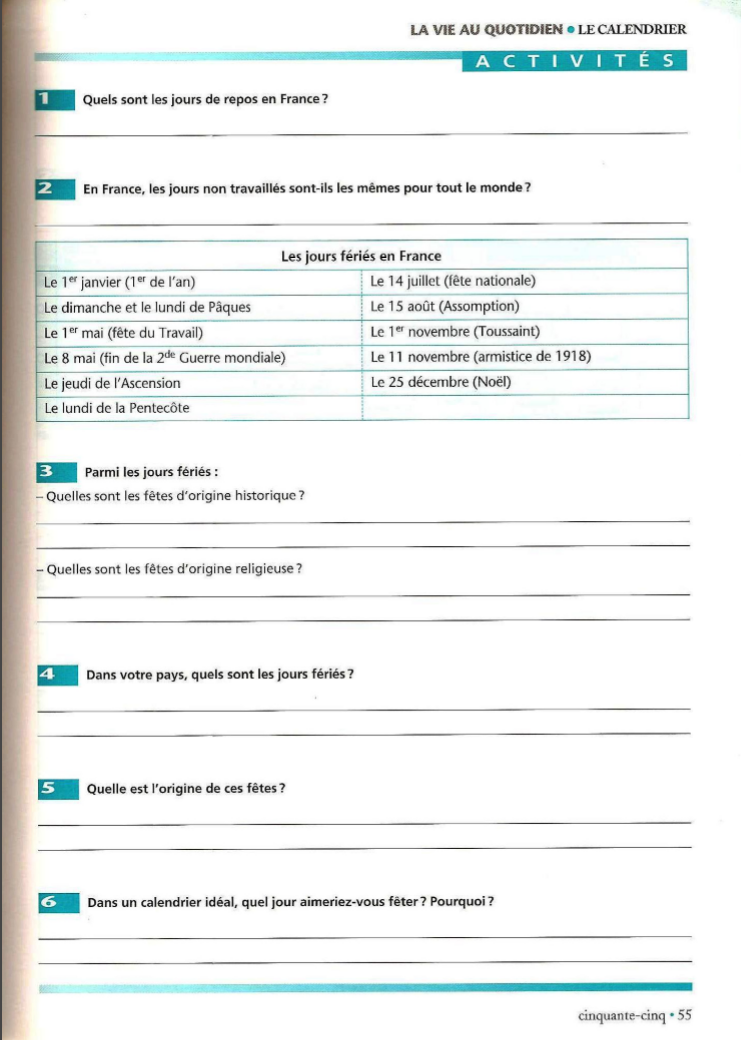 LA VIE AU QUOTIDIEN • LE CALENDRIER
ACTIVITÉS
1 Quels sont les jours de repos en France ?
2 En France, les jours non travaillés sont-ils les mêmes pour tout le monde ?
Les jours fériés en France
Le 1er janvier (1er de l'an)
Le 14 juillet (fête nationale)
Le dimanche et le lundi de Pâques
Le 15 août (Assomption)
Le 1er mai (fête du Travail)
Le 1er novembre (Toussaint)
Le 8 mai (fin de la 2de Guerre mondiale)
Le 11 novembre (armistice de 1918)
Le jeudi de l'Ascension
Le 25 décembre (Noël)
Le lundi de la Pentecôte
3 Parmi les jours fériés :
– Quelles sont les fêtes d'origine historique ?
– Quelles sont les fêtes d'origine religieuse ?
4 Dans votre pays, quels sont les jours fériés ?
5 Quelle est l'origine de ces fêtes ?
6 Dans un calendrier idéal, quel jour aimeriez-vous fêter ? Pourquoi ?
cinquante-cinq • 55